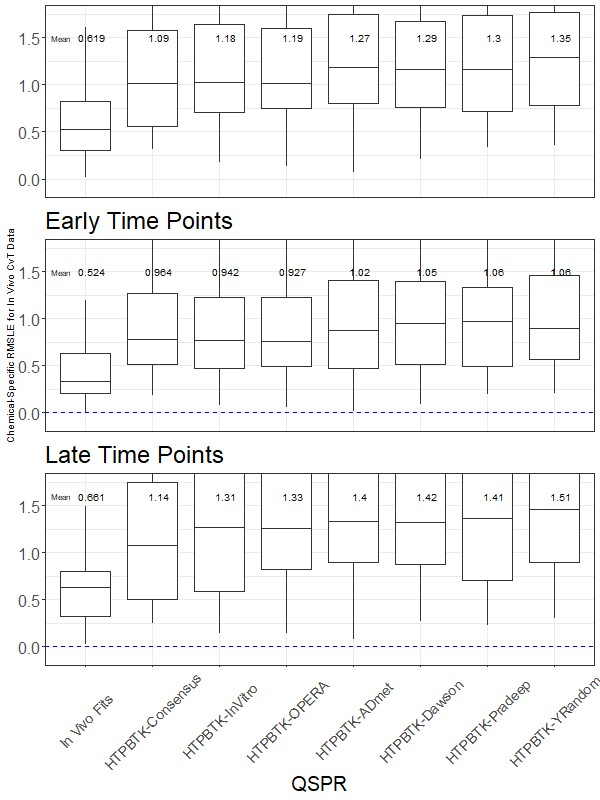 1.5
Mean 0.619 1.09 1.18 1.19 1.27 1.29 1.3 1.35
1.0
0.5
0.0
Early Time Points
Chemical-Specific RMSLE for In Vivo CvT Data
1.5
Mean 0.524 0.964 0.942 0.927 1.02 1.05 1.06 1.06
1.0
0.5
0.0
Late Time Points
1.5
Mean 0.661 1.14 1.31 1.33 1.4 1.42 1.41 1.51
1.0
0.5
0.0
In Vivo Fits
HTPBTK-Consensus
HTPBTK-InVitro
HTPBTK-OPERA
HTPBTK-ADmet
HTPBTK-Dawson
HTPBTK-Pradeep
HTPBTK-YRandom
QSPR